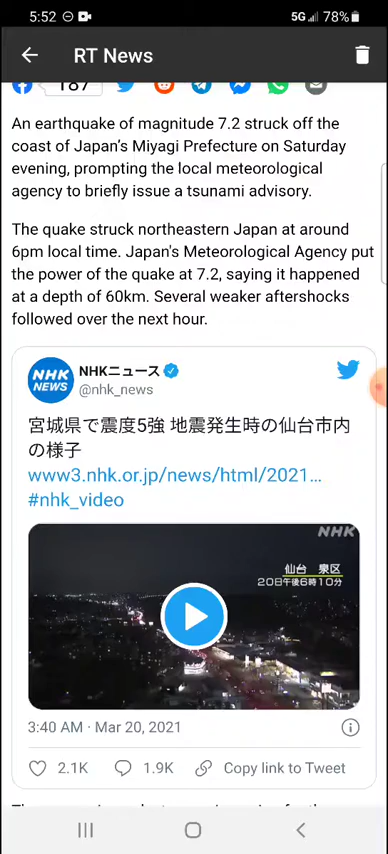 5:52 5G 78%
RT News
187
An earthquake of magnitude 7.2 struck off the
coast of Japan's Miyagi Prefecture on Saturday
evening, prompting the local meteorological
agency to briefly issue a tsunami advisory.
The quake struck northeastern Japan at around
6pm local time. Japan's Meteorological Agency put
the power of the quake at 7.2, saying it happened
at a depth of 60km. Several weaker aftershocks
followed over the next hour.
NHK NEWS
NHKニュース
@nhk_news
宮城県で震度5強 地震発生時の仙台市内
の様子
www3.nhk.or.jp/news/html/2021…
#nhk_video
NHK
仙台 泉区
20日午後6時10分
3:40 AM · Mar 20, 2021
2.1K 1.9K Copy link to Tweet